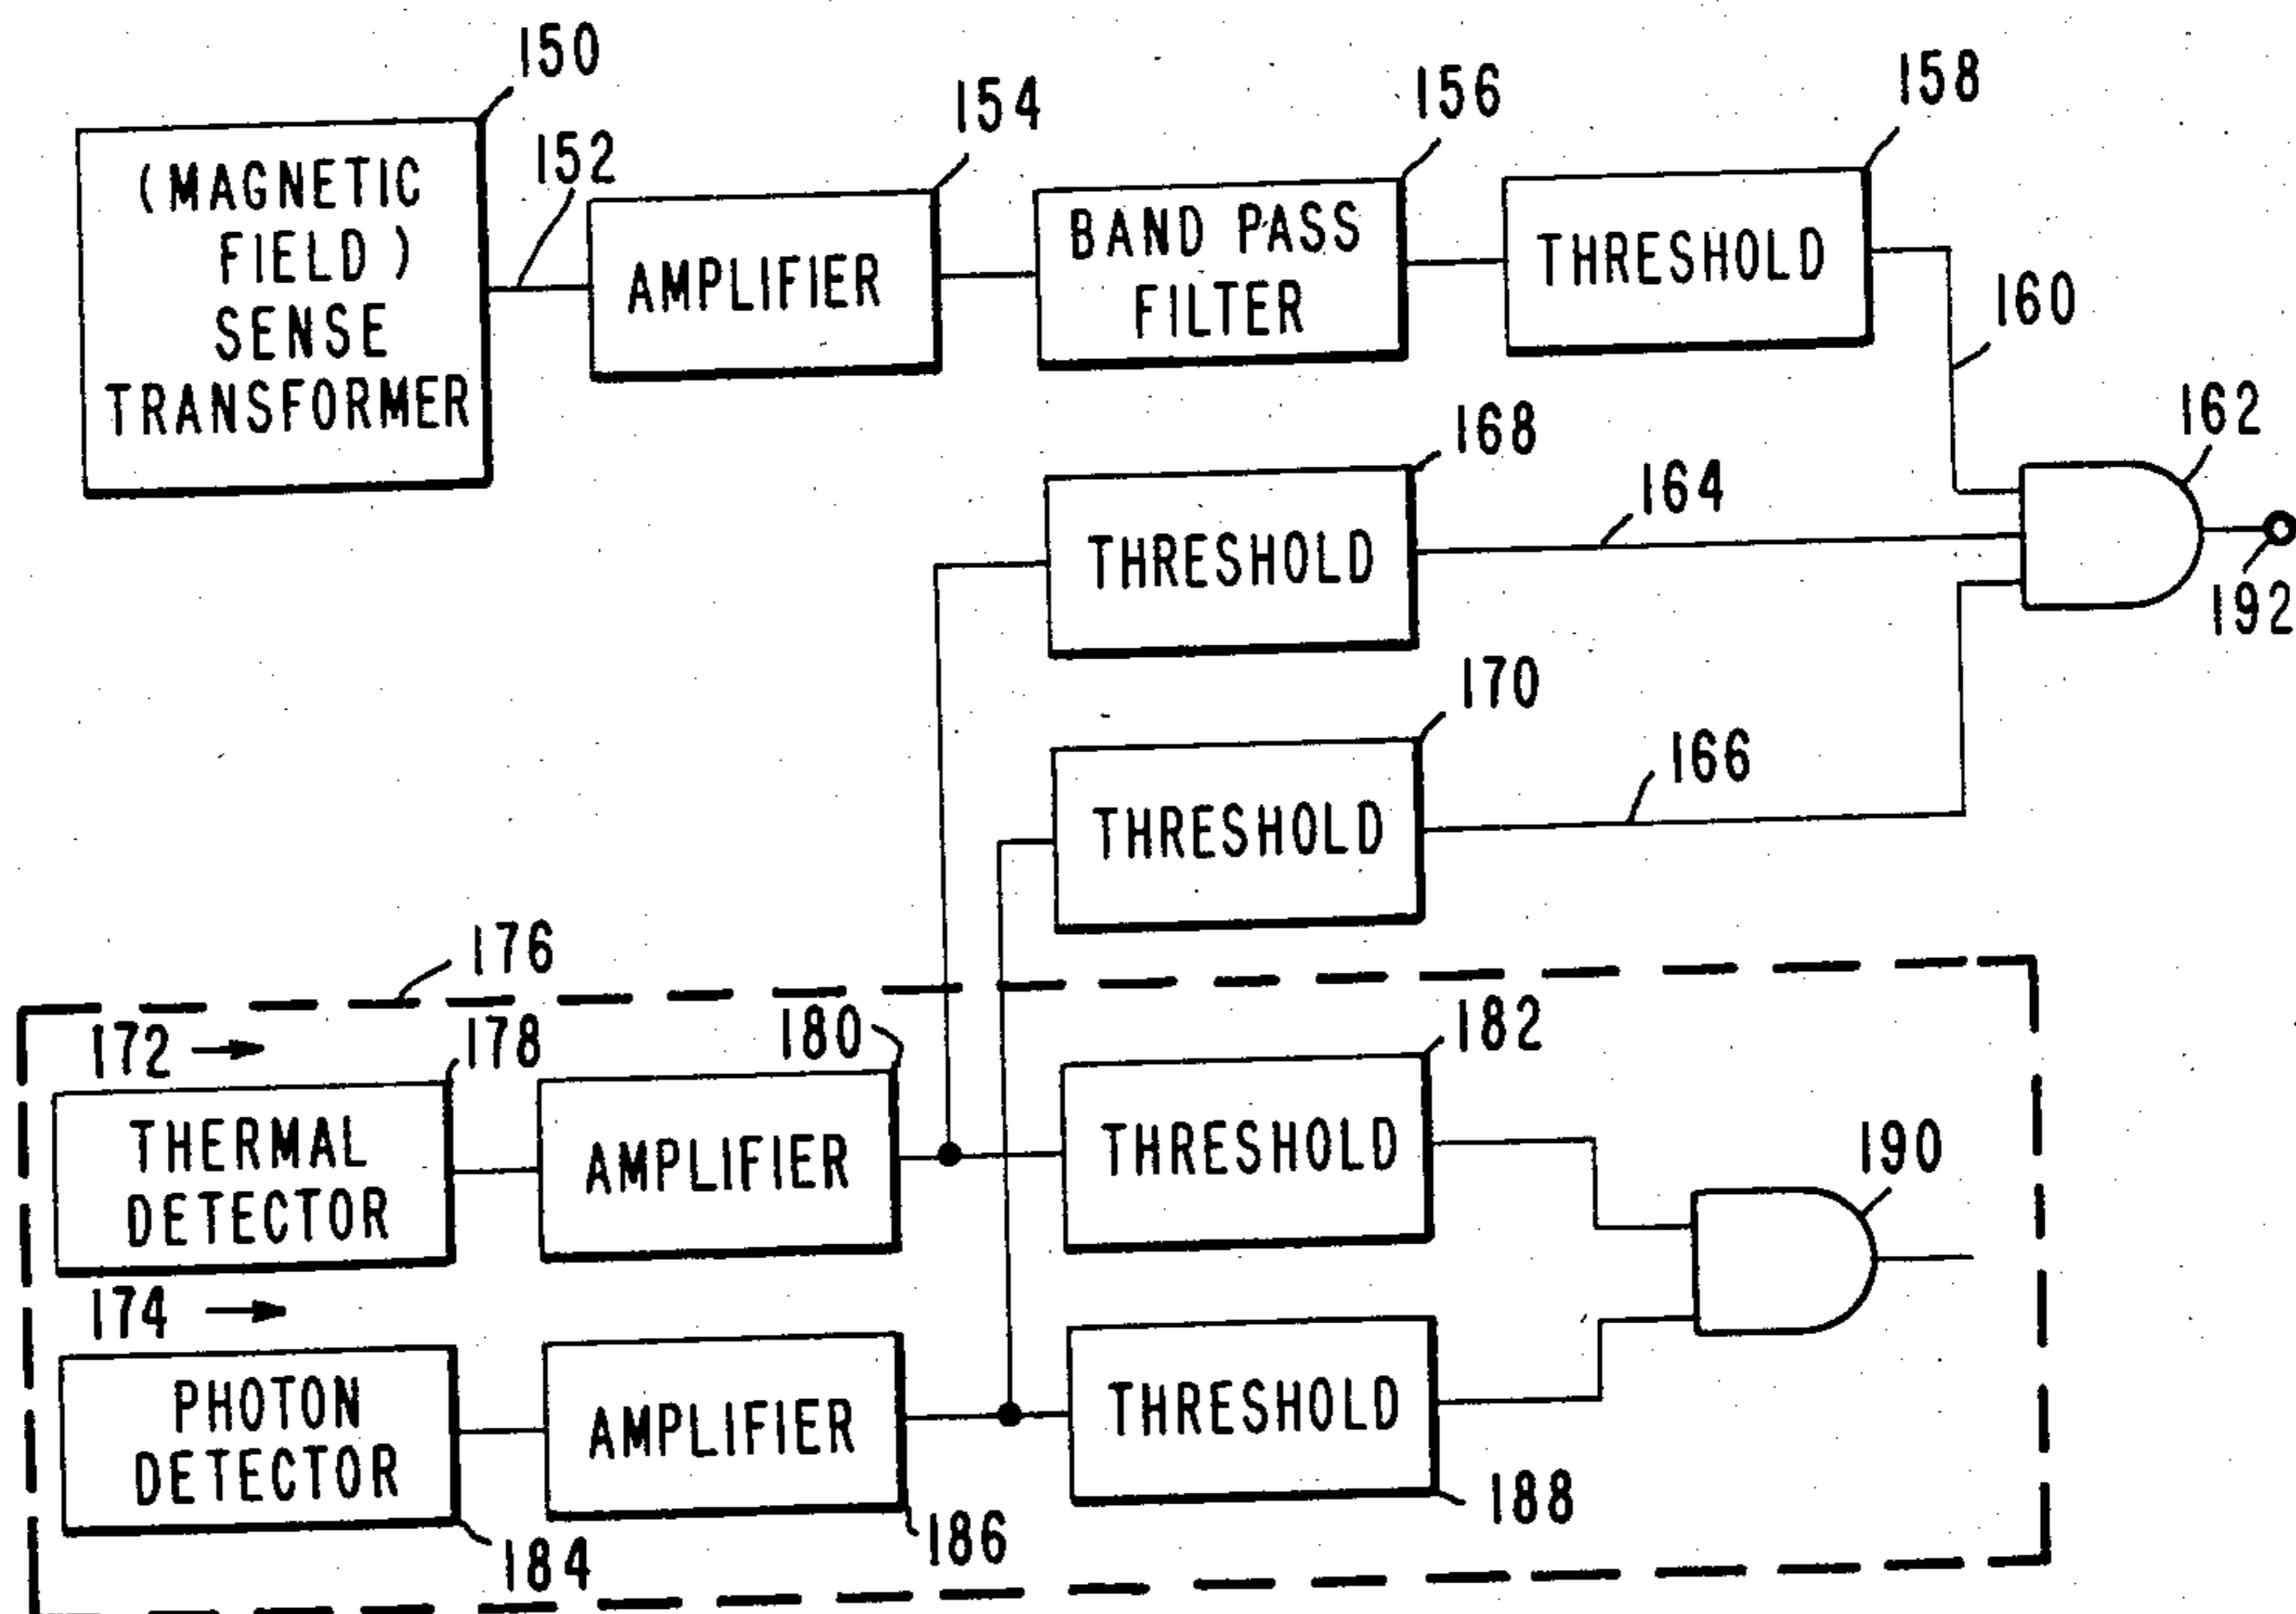 150
(MAGNETIC
FIELD)
SENSE
TRANSFORMER
152
154
AMPLIFIER
156
BAND PASS
FILTER
158
THRESHOLD
160
162
168
THRESHOLD
164
192
170
THRESHOLD
166
176
172
178
THERMAL
DETECTOR
180
AMPLIFIER
182
THRESHOLD
190
174
PHOTON
DETECTOR
184
AMPLIFIER
186
THRESHOLD
188